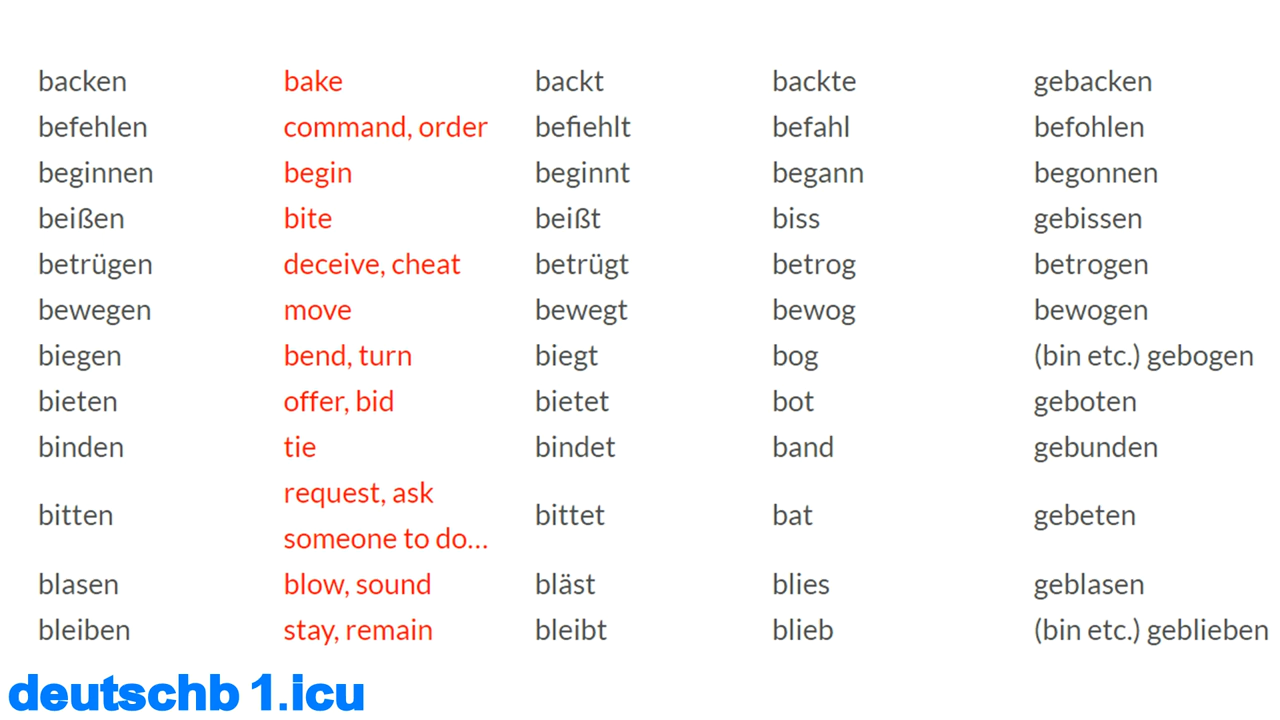 backen bake backt backte gebacken
befehlen command, order befiehlt befahl befohlen
beginnen begin beginnt begann begonnen
beißen bite beißt biss gebissen
betrügen deceive, cheat betrügt betrog betrogen
bewegen move bewegt bewog bewogen
biegen bend, turn biegt bog (bin etc.) gebogen
bieten offer, bid bietet bot geboten
binden tie bindet band gebunden
bitten request, ask someone to do... bittet bat gebeten
blasen blow, sound bläst blies geblasen
bleiben stay, remain bleibt blieb (bin etc.) geblieben
deutschb 1.icu